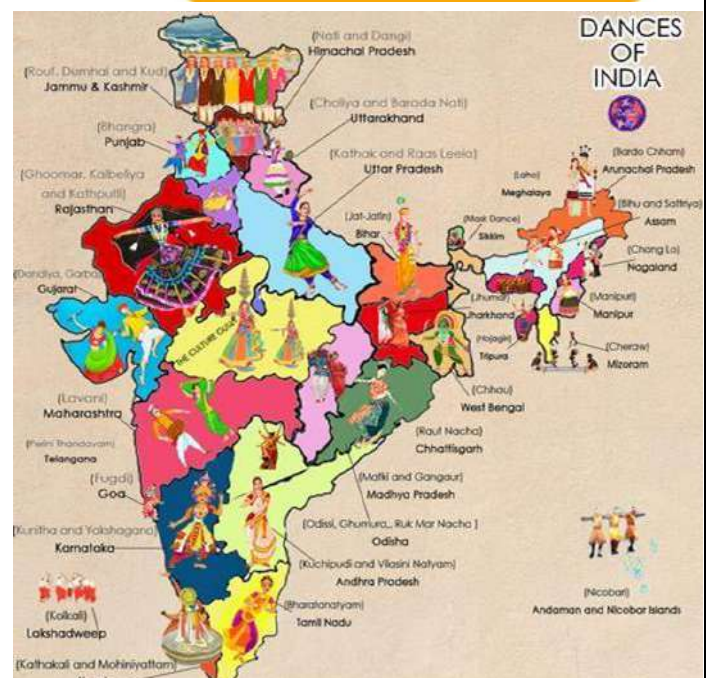 DANCES
OF
INDIA
(Nati and Dangi)
Himachal Pradesh
(Rouf, Demhal and Kud)
Jammu & Kashmir
(Choliya and Barada Nati)
Uttarakhand
(Bhangra)
Punjab
(Kathak and Raas Leela)
Uttar Pradesh
(Ghoomar, Kalbeliya
and Kathputli)
Rajasthan
(Bardo Chham)
Arunachal Pradesh
(Laho)
Meghalaya
(Bihu and Sattriya)
Assam
(Jat-Jatin)
Bihar
(Mask Dance)
Sikkim
(Chang Lo)
Nagaland
(Dandiya, Garba)
Gujarat
(Jhumar)
Jharkhand
(Manipuri)
Manipur
(Hojagiri)
Tripura
(Cheraw)
Mizoram
(Chhau)
West Bengal
(Lavani)
Maharashtra
(Raut Nacha)
Chhattisgarh
(Perini Thandavam)
Telangana
(Matki and Gangaur)
Madhya Pradesh
(Fugdi)
Goa
(Odissi, Ghumura,, Ruk Mar Nacha )
Odisha
(Kunitha and Yakshagana)
Karnataka
(Kuchipudi and Vilasini Natyam)
Andhra Pradesh
(Nicobari)
Andaman and Nicobar Islands
(Bharatanatyam)
Tamil Nadu
(Kolkali)
Lakshadweep
(Kathakali and Mohiniyattam)